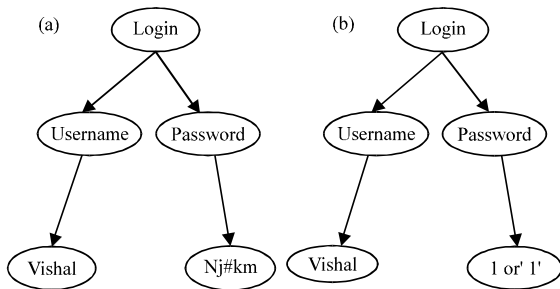 (a)
Login
Username
Password
Vishal
Nj#km
(b)
Login
Username
Password
Vishal
1 or' 1'